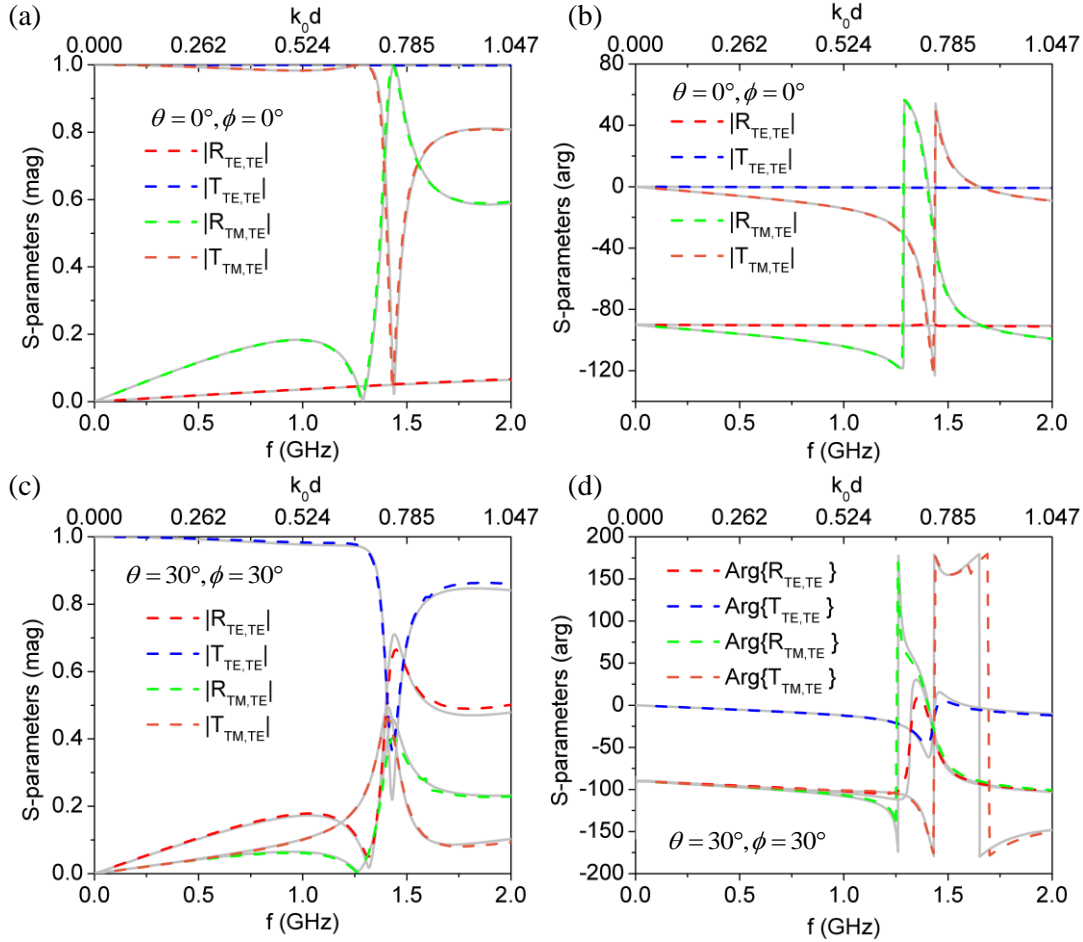 (a)
k0d
0.000 0.262 0.524 0.785 1.047
1.0
0.8
0.6
0.4
0.2
0.0
S-parameters (mag)
θ = 0°, ϕ = 0°
|RTE,TE|
|TTE,TE|
|RTM,TE|
|TTM,TE|
0.0 0.5 1.0 1.5 2.0
f (GHz)
(b)
k0d
0.000 0.262 0.524 0.785 1.047
80
40
0
-40
-80
-120
S-parameters (arg)
θ = 0°, ϕ = 0°
|RTE,TE|
|TTE,TE|
|RTM,TE|
|TTM,TE|
0.0 0.5 1.0 1.5 2.0
f (GHz)
(c)
k0d
0.000 0.262 0.524 0.785 1.047
1.0
0.8
0.6
0.4
0.2
0.0
S-parameters (mag)
θ = 30°, ϕ = 30°
|RTE,TE|
|TTE,TE|
|RTM,TE|
|TTM,TE|
0.0 0.5 1.0 1.5 2.0
f (GHz)
(d)
k0d
0.000 0.262 0.524 0.785 1.047
200
150
100
50
0
-50
-100
-150
-200
S-parameters (arg)
Arg{RTE,TE }
Arg{TTE,TE }
Arg{RTM,TE }
Arg{TTM,TE }
θ = 30°, ϕ = 30°
0.0 0.5 1.0 1.5 2.0
f (GHz)